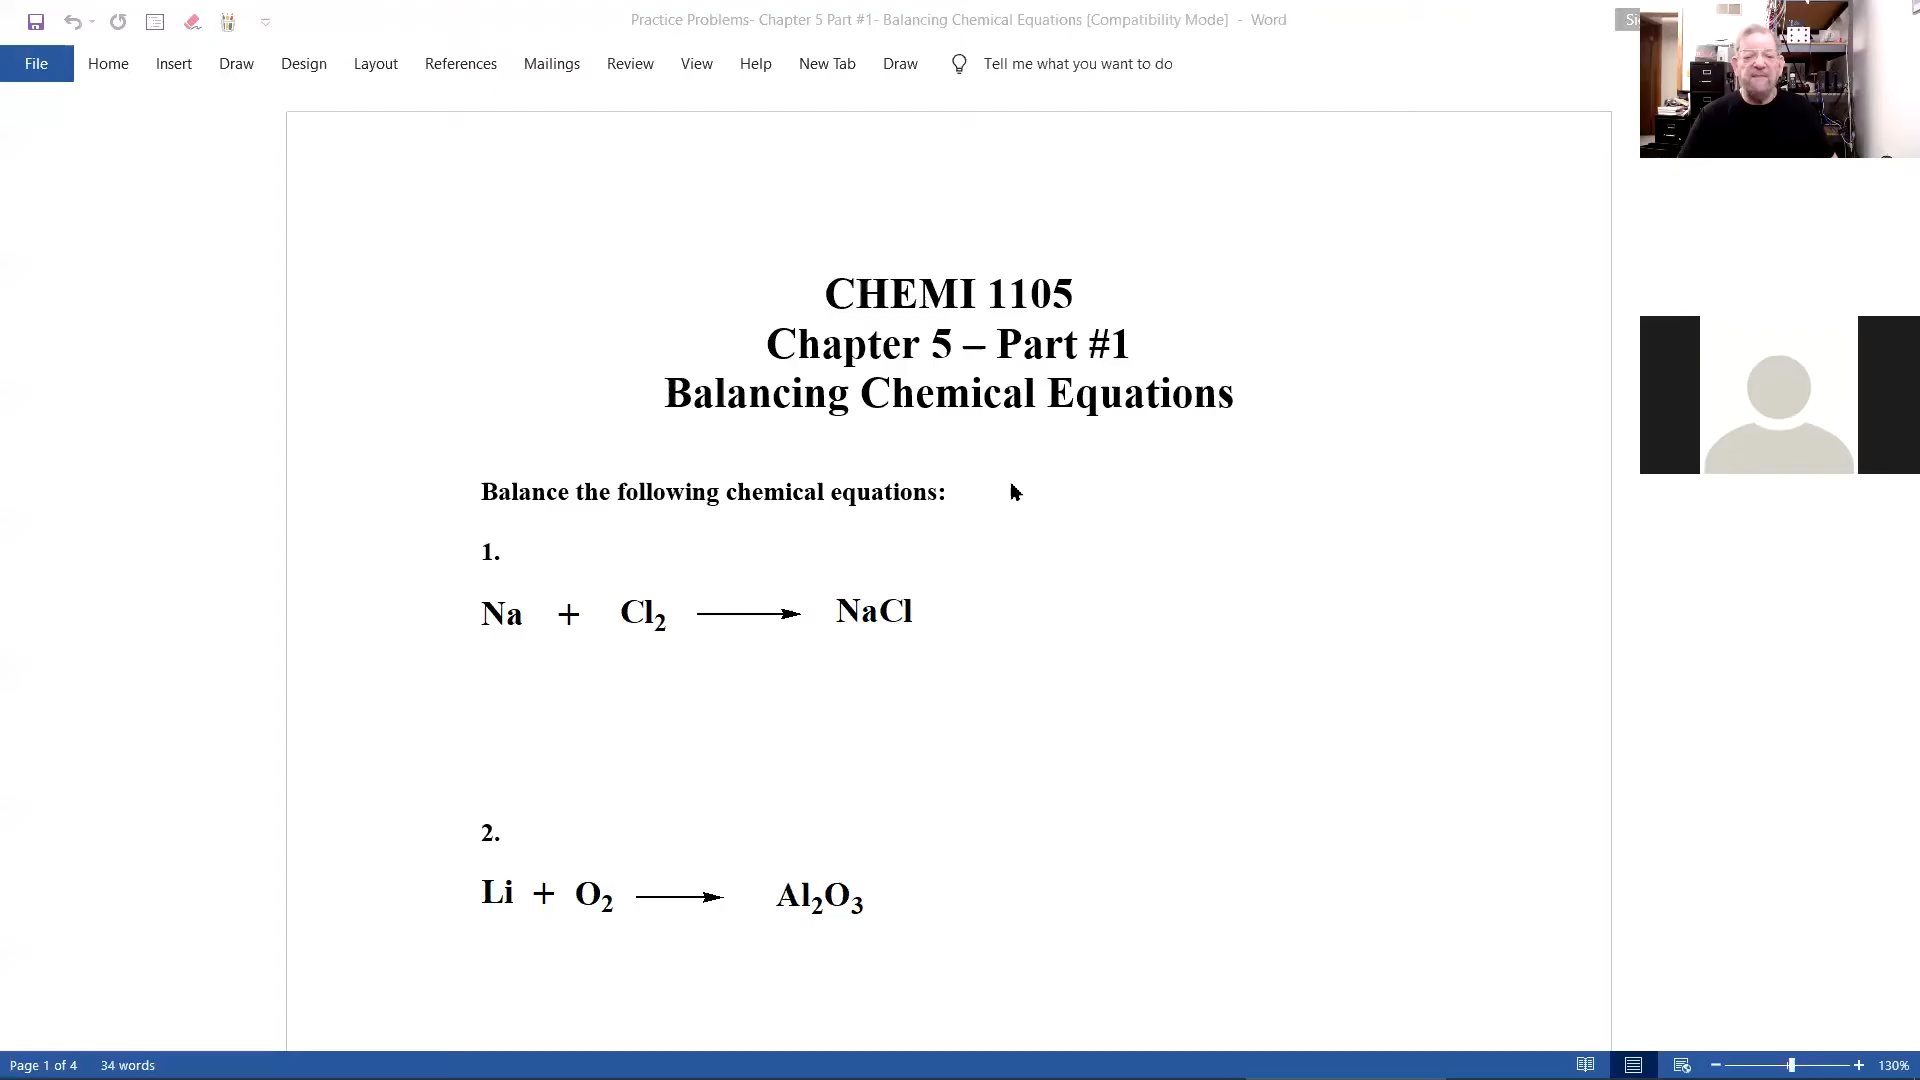 Practice Problems- Chapter 5 Part #1- Balancing Chemical Equations [Compatibility Mode] - Word
File Home Insert Draw Design Layout References Mailings Review View Help New Tab Draw Tell me what you want to do
CHEMI 1105
Chapter 5 – Part #1
Balancing Chemical Equations
Balance the following chemical equations:
1.
Na + Cl₂ ⟶ NaCl
2.
Li + O₂ ⟶ Al₂O₃
Page 1 of 4 34 words 130%